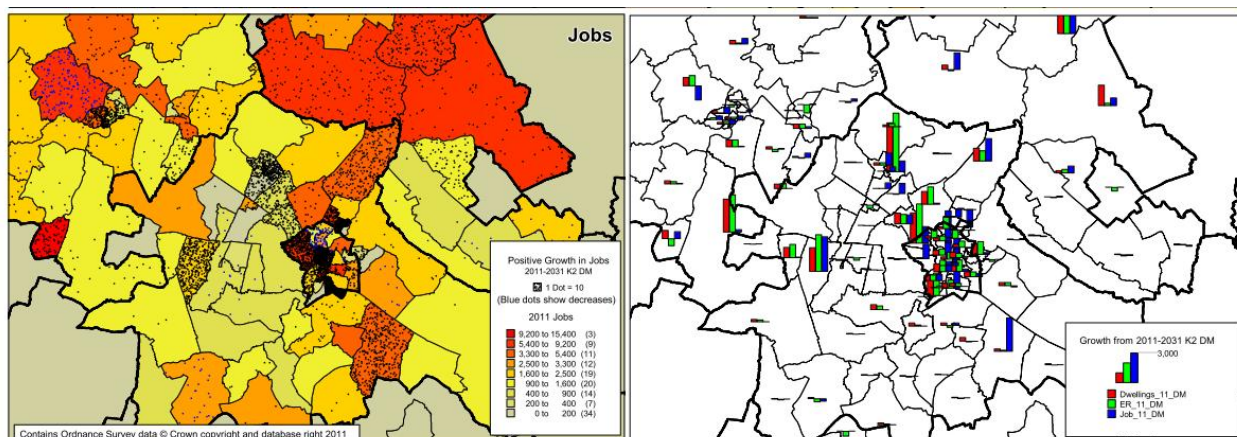 Jobs
Positive Growth in Jobs
2011-2031 K2 DM
1 Dot = 10
(Blue dots show decreases)
2011 Jobs
9,200 to 15,400 (3)
5,400 to 9,200 (9)
3,300 to 5,400 (11)
2,500 to 3,300 (12)
1,600 to 2,500 (19)
900 to 1,600 (20)
400 to 900 (14)
200 to 400 (7)
0 to 200 (34)
Contains Ordnance Survey data © Crown copyright and database right 2011
Growth from 2011-2031 K2 DM
3,000
Dwellings_11_DM
ER_11_DM
Job_11_DM